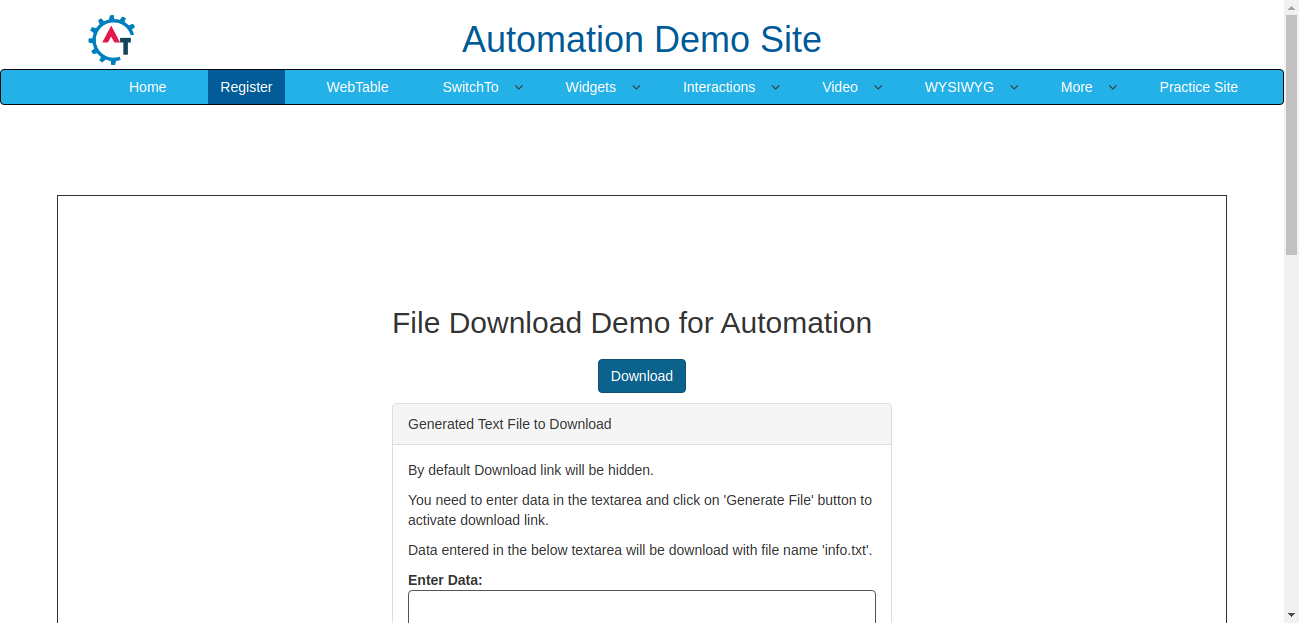 AT
Automation Demo Site
Home Register WebTable SwitchTo Widgets Interactions Video WYSIWYG More Practice Site
File Download Demo for Automation
Download
Generated Text File to Download
By default Download link will be hidden.
You need to enter data in the textarea and click on 'Generate File' button to
activate download link.
Data entered in the below textarea will be download with file name 'info.txt'.
Enter Data: